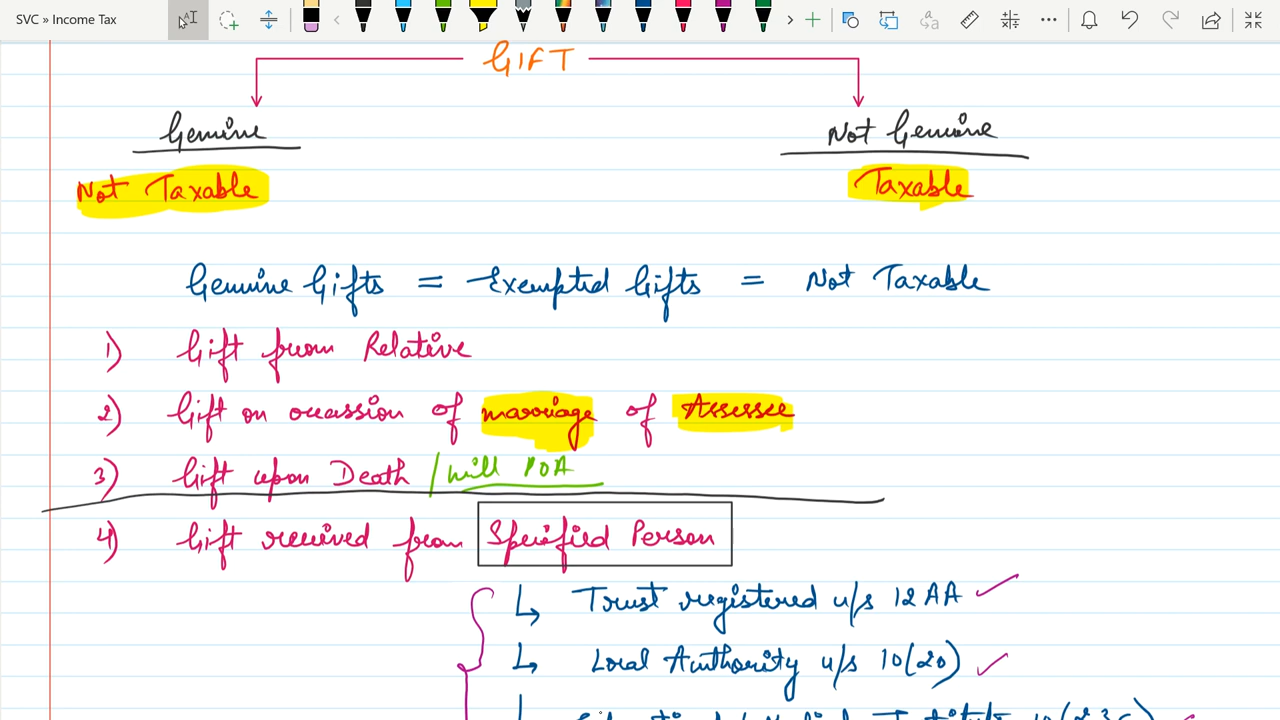 SVC » Income Tax
GIFT
Genuine
Not Genuine
Not Taxable
Taxable
Genuine Gifts = Exempted Gifts = Not Taxable
1) Gift from Relative
2) Gift on occassion of marriage of Assessee
3) Gift upon Death / Will POA
4) Gift received from Specified Person
↳ Trust registered u/s 12AA ✓
↳ Local Authority u/s 10(20) ✓